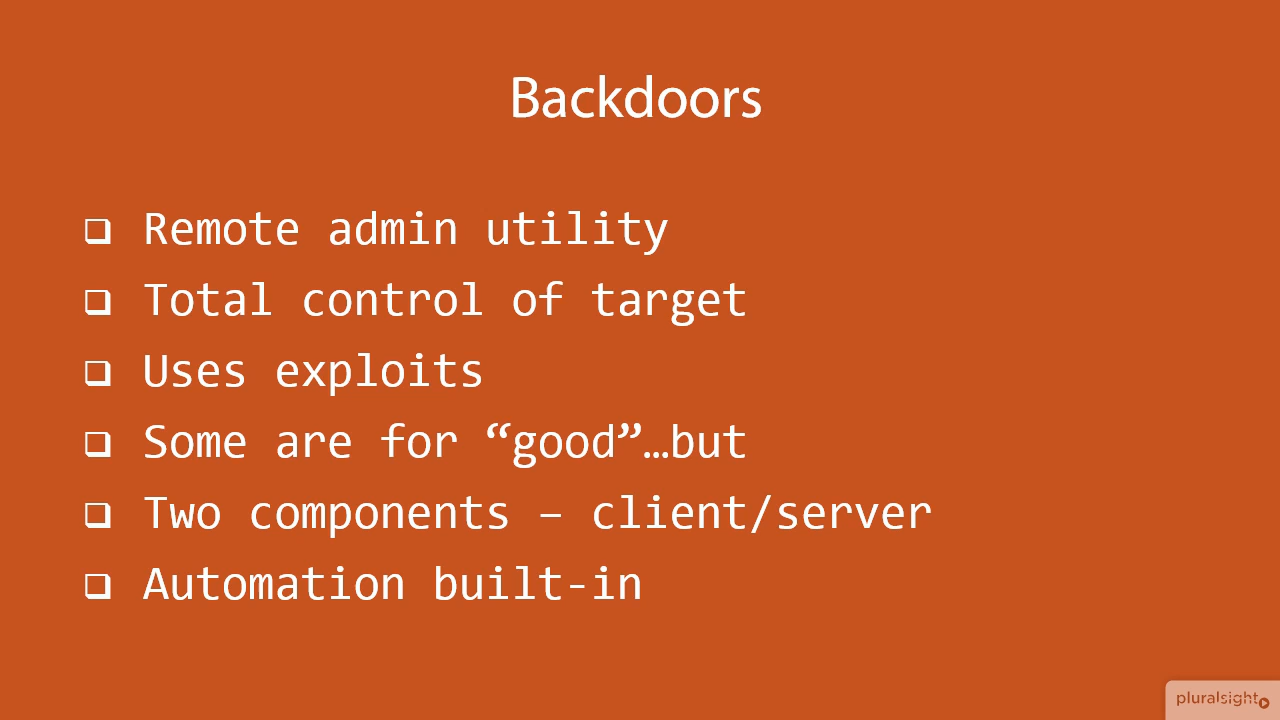 Backdoors
❑ Remote admin utility
❑ Total control of target
❑ Uses exploits
❑ Some are for “good”…but
❑ Two components – client/server
❑ Automation built-in
pluralsight